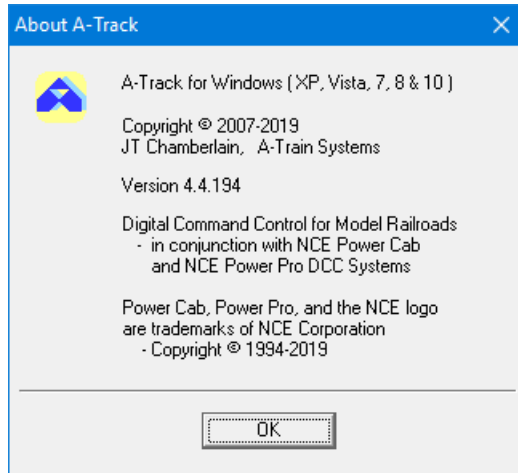 About A-Track
A-Track for Windows ( XP, Vista, 7, 8 & 10 )
Copyright © 2007-2019
JT Chamberlain,   A-Train Systems
Version 4.4.194
Digital Command Control for Model Railroads
- in conjunction with NCE Power Cab
and NCE Power Pro DCC Systems
Power Cab, Power Pro, and the NCE logo
are trademarks of NCE Corporation
- Copyright © 1994-2019
OK